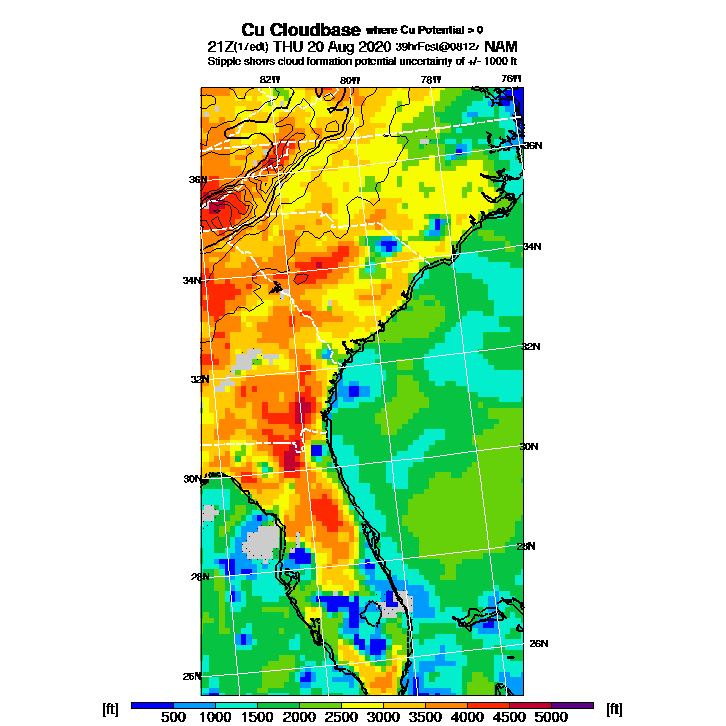 Cu Cloudbase where Cu Potential > 0
21Z(17edt) THU 20 Aug 2020 39hrFcst@0812z NAM
Stipple shows cloud formation potential uncertainty of +/- 1000 ft
82W 80W 78W 76W
36N
36N
34N
34N
32N
32N
30N
30N
28N
28N
26N
26N
[ft] [ft]
500 1000 1500 2000 2500 3000 3500 4000 4500 5000